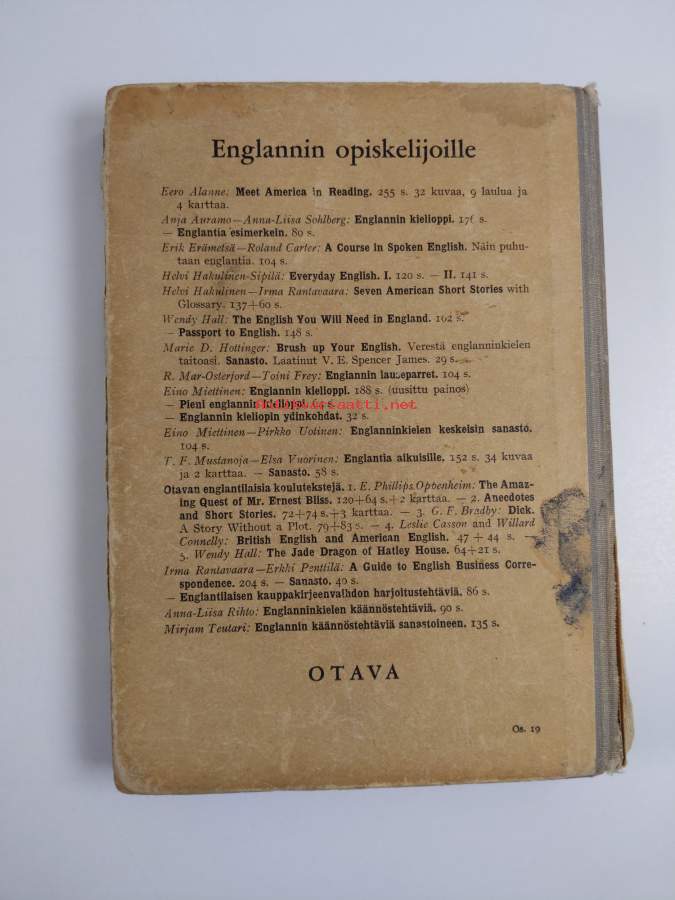 Englannin opiskelijoille
Eero Alanne: Meet America in Reading. 255 s. 32 kuvaa, 9 laulua ja
4 karttaa.
Anja Auramo—Anna-Liisa Sohlberg: Englannin kielioppi. 176 s.
— Englantia esimerkein. 80 s.
Erik Erämetsä—Roland Carter: A Course in Spoken English. Näin puhu-
taan englantia. 104 s.
Helvi Hakulinen-Sipilä: Everyday English. I. 120 s. — II. 141 s.
Helvi Hakulinen—Irma Rantavaara: Seven American Short Stories with
Glossary. 137+60 s.
Wendy Hall: The English You Will Need in England. 102 s.
— Passport to English. 148 s.
Marie D. Hottinger: Brush up Your English. Verestä englanninkielen
taitoasi. Sanasto. Laatinut V. E. Spencer James. 29 s.
R. Mar-Osterford—Toini Frey: Englannin lauseparret. 104 s.
Eino Miettinen: Englannin kielioppi. 188 s. (uusittu painos)
— Pieni englannin kielioppi. s.
Antikvariaatti.net
— Englannin kieliopin ydinkohdat. 32 s.
Eino Miettinen—Pirkko Uotinen: Englanninkielen keskeisin sanasto.
104 s.
T. F. Mustanoja—Elsa Vuorinen: Englantia aikuisille. 152 s. 34 kuvaa
ja 2 karttaa. — Sanasto. 58 s.
Otavan englantilaisia koulutekstejä. 1. E. Phillips Oppenheim: The Amaz-
ing Quest of Mr. Ernest Bliss. 120+64 s.+2 karttaa. — 2. Anecdotes
and Short Stories. 72+74 s.+3 karttaa. — 3. G. F. Bradby: Dick.
A Story Without a Plot. 79+83 s. — 4. Leslie Casson and Willard
Connelly: British English and American English. 47 + 44 s. —
5. Wendy Hall: The Jade Dragon of Hatley House. 64+21 s.
Irma Rantavaara—Erkki Penttilä: A Guide to English Business Corre-
spondence. 204 s. — Sanasto. 40 s.
— Englantilaisen kauppakirjeenvaihdon harjoitustehtäviä. 86 s.
Anna-Liisa Rihto: Englanninkielen käännöstehtäviä. 90 s.
Mirjam Teutari: Englannin käännöstehtäviä sanastoineen. 135 s.
OTAVA
Os. 19